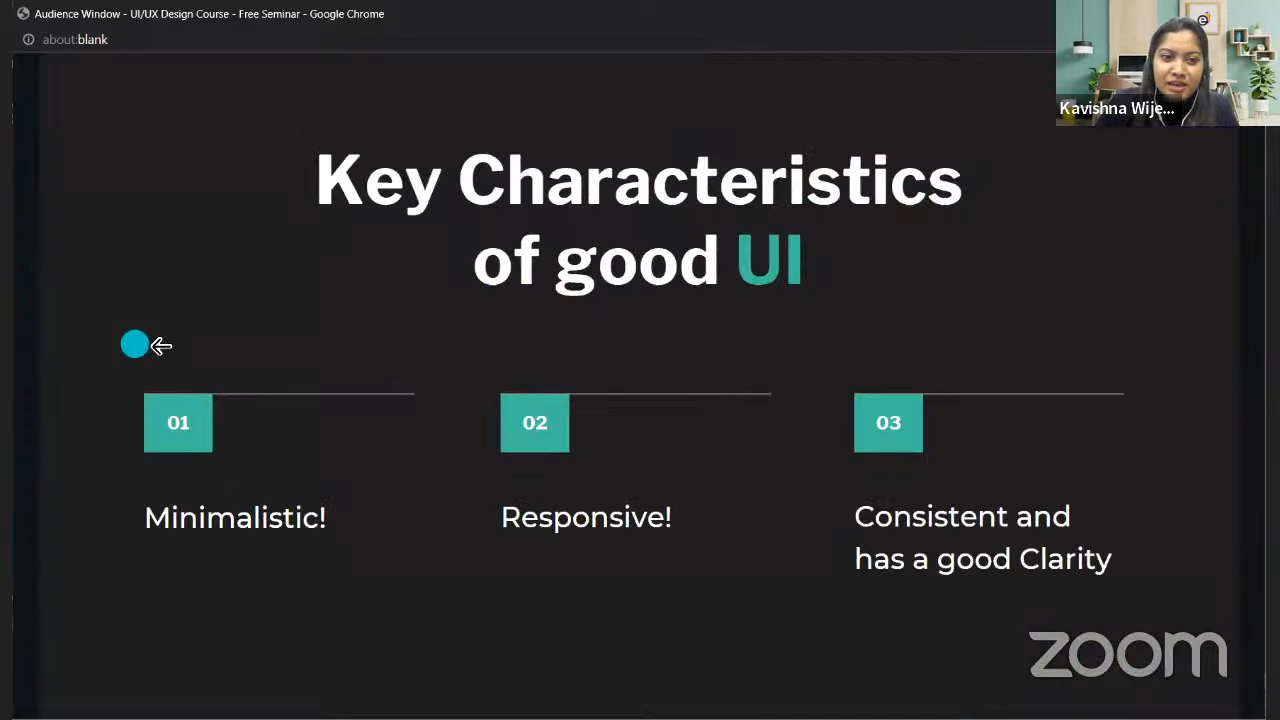 Audience Window - UI/UX Design Course - Free Seminar - Google Chrome
about:blank
e
Kavishna Wije...
Key Characteristics
of good UI
01
02
03
Minimalistic!
Responsive!
Consistent and
has a good Clarity
zoom